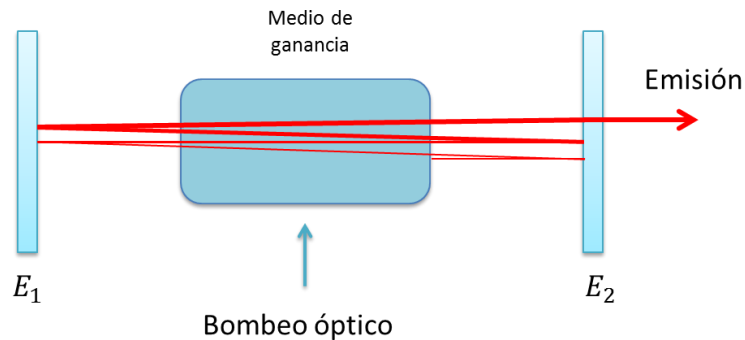 Medio de
ganancia
Emisión
E₁
E₂
Bombeo óptico